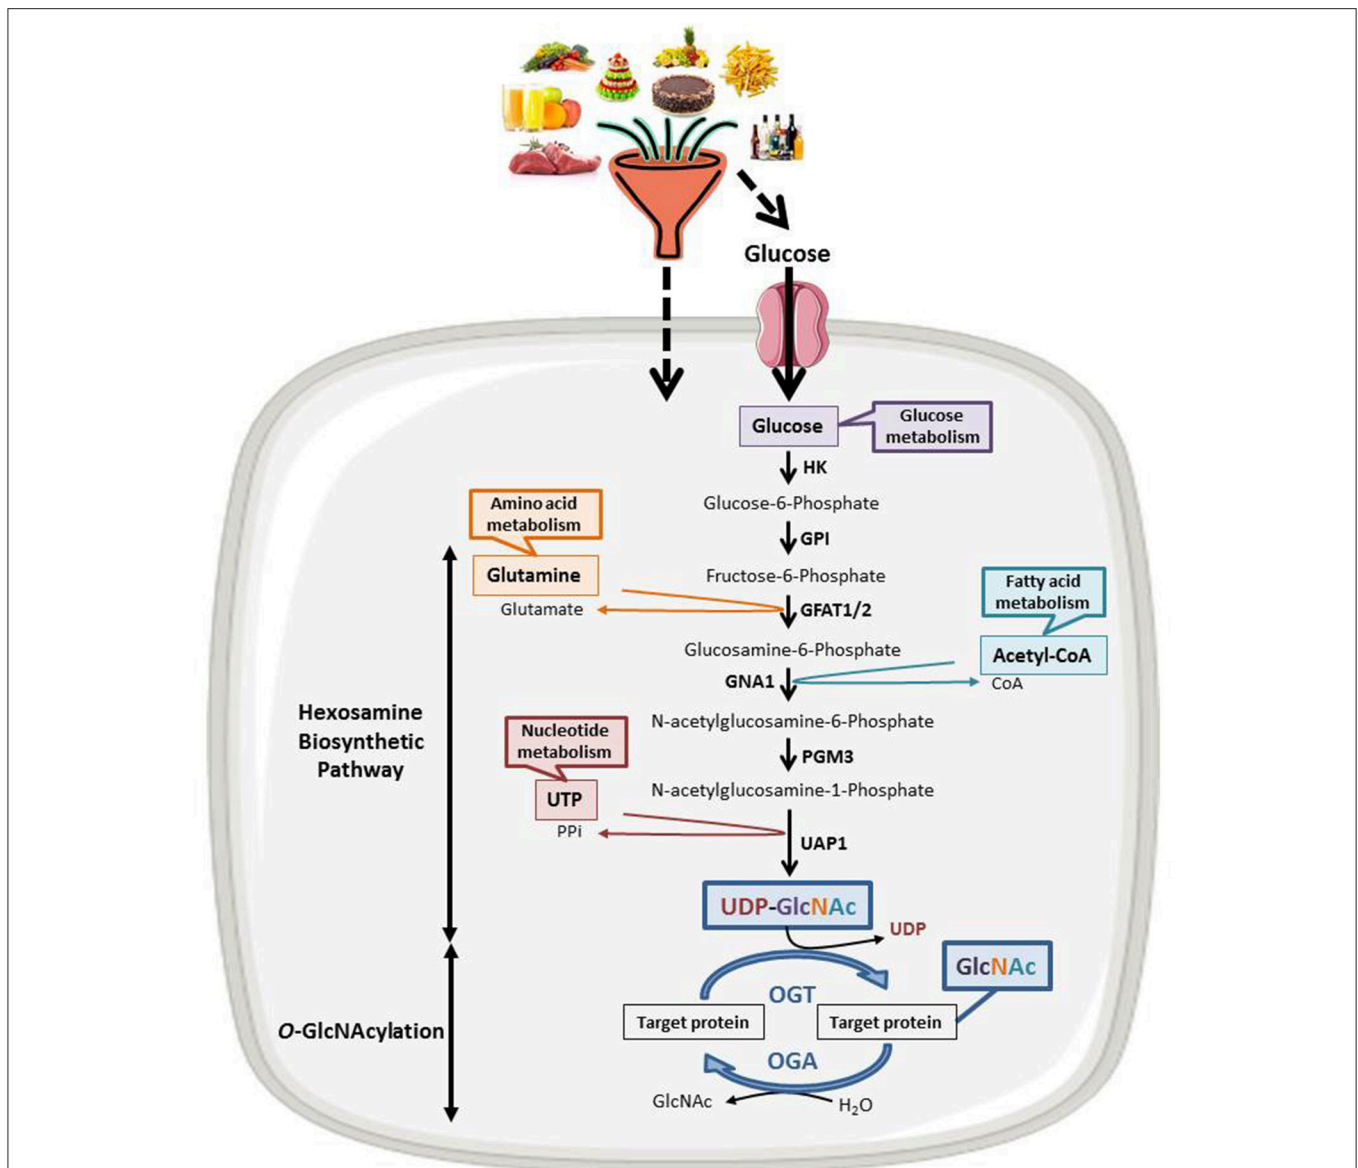 Glucose
Glucose
Glucose
metabolism
HK
Glucose-6-Phosphate
Amino acid
metabolism
GPI
Glutamine
Fructose-6-Phosphate
Fatty acid
metabolism
Glutamate
GFAT1/2
Glucosamine-6-Phosphate
Acetyl-CoA
GNA1
CoA
Hexosamine
Biosynthetic
Pathway
N-acetylglucosamine-6-Phosphate
Nucleotide
metabolism
PGM3
N-acetylglucosamine-1-Phosphate
UTP
PPi
UAP1
UDP-GlcNAc
UDP
GlcNAc
OGT
O-GlcNAcylation
Target protein
Target protein
OGA
GlcNAc
H₂O